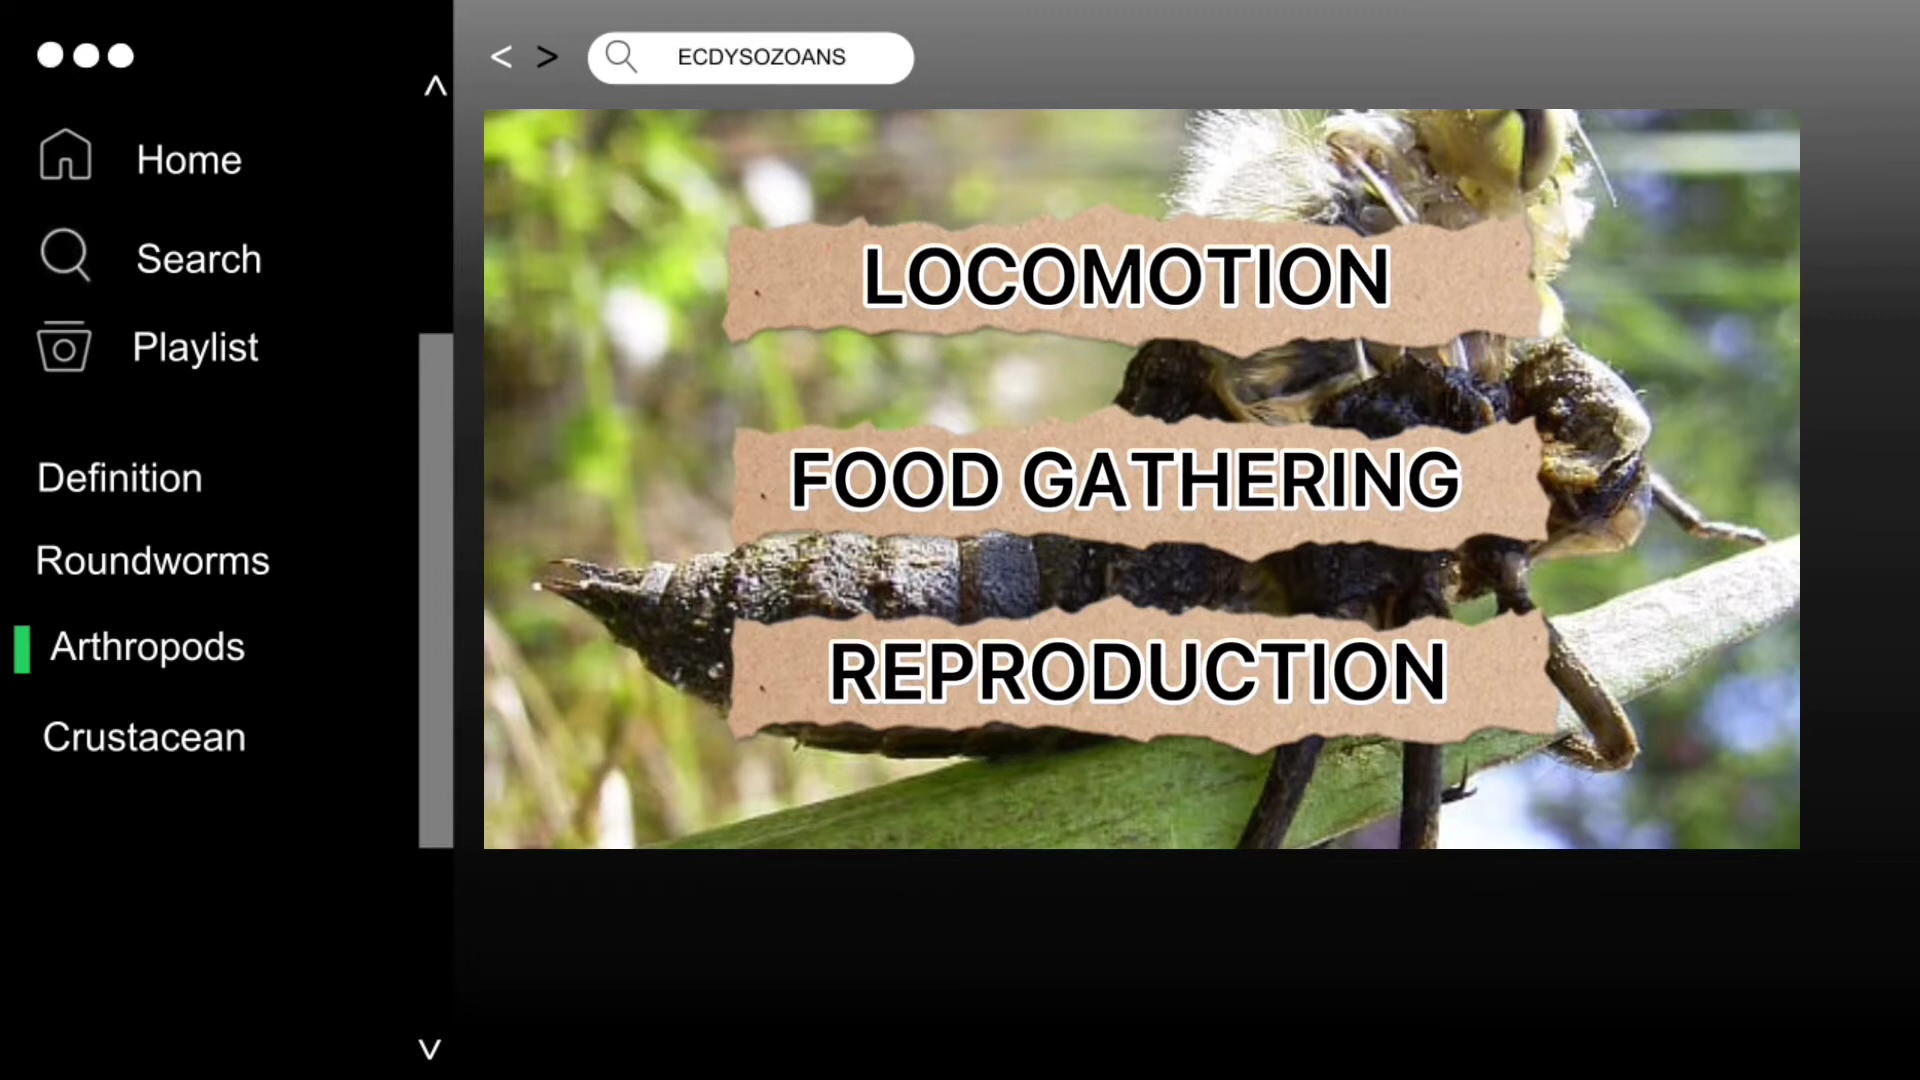 Home
Search
Playlist
Definition
Roundworms
Arthropods
Crustacean
< >
ECDYSOZOANS
LOCOMOTION
FOOD GATHERING
REPRODUCTION